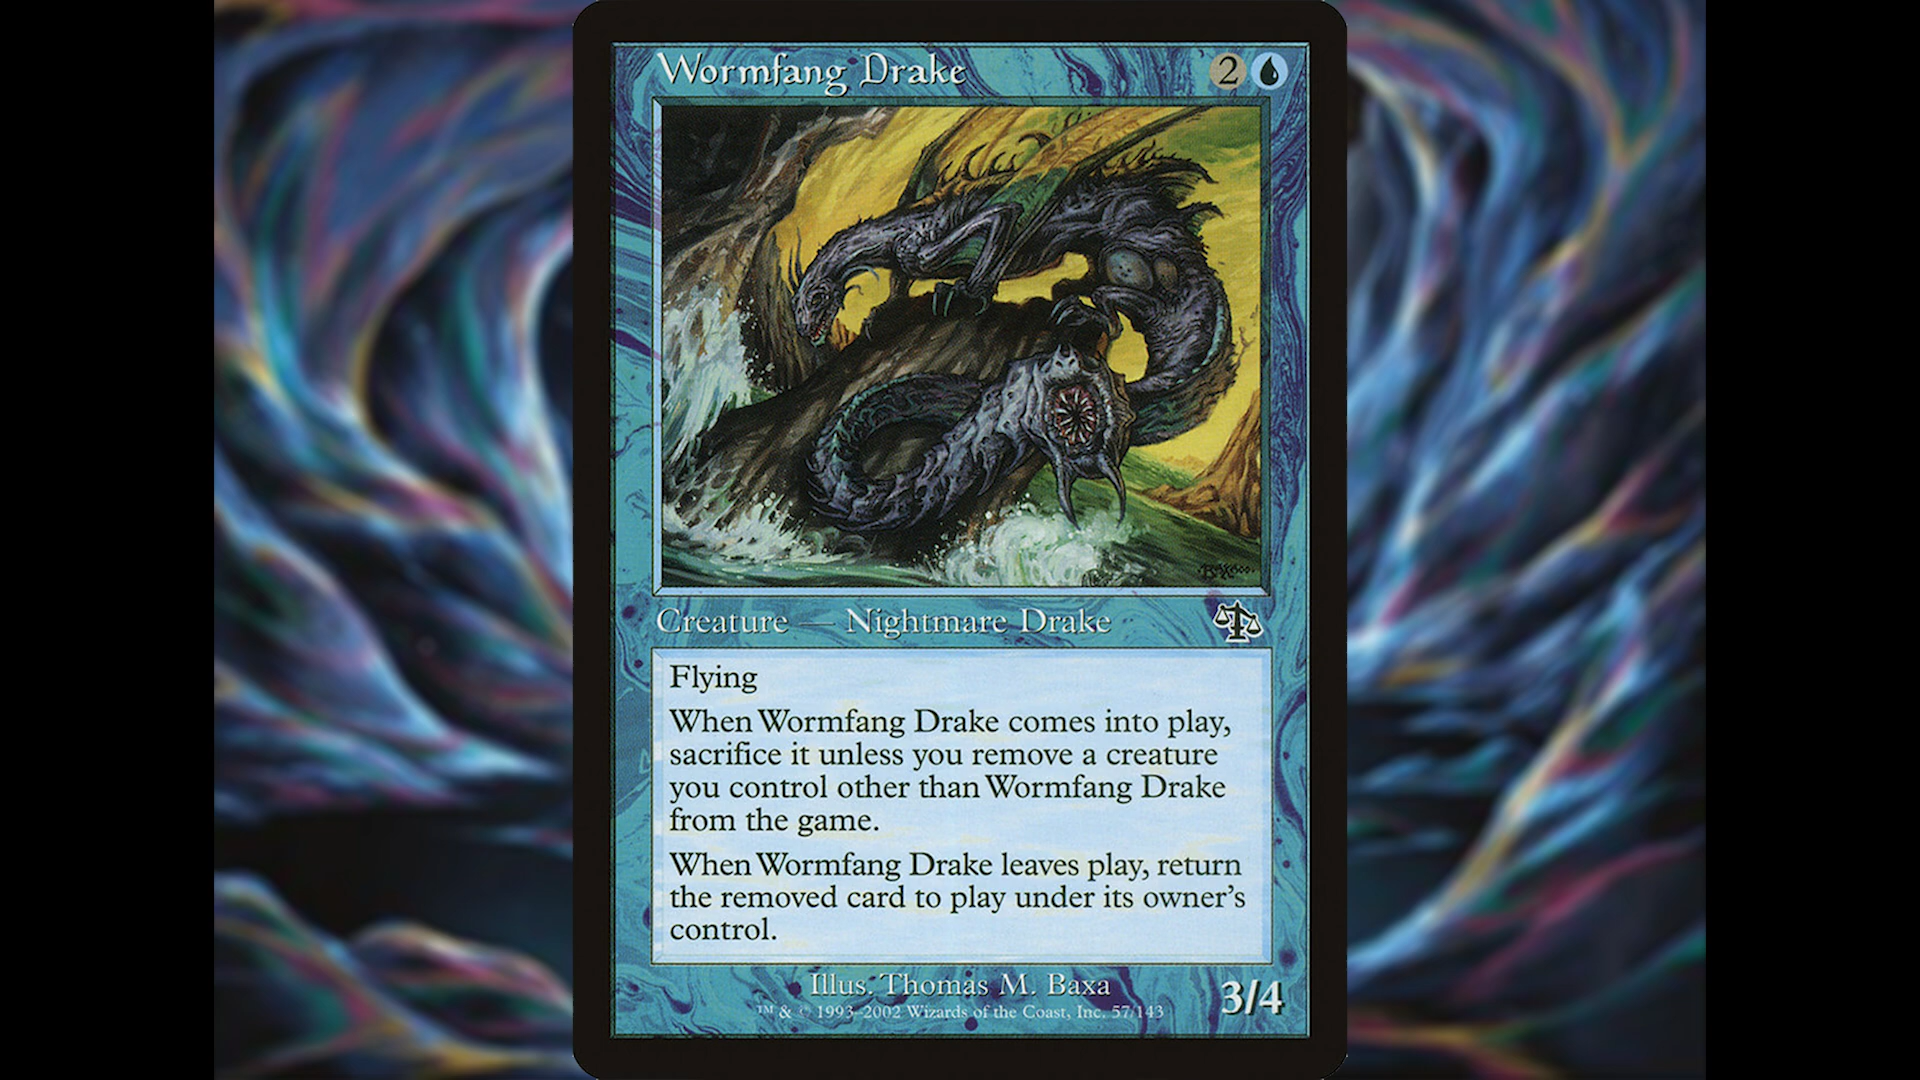 Wormfang Drake 2
Creature — Nightmare Drake
Flying
When Wormfang Drake comes into play,
sacrifice it unless you remove a creature
you control other than Wormfang Drake
from the game.
When Wormfang Drake leaves play, return
the removed card to play under its owner's
control.
Illus. Thomas M. Baxa
™ & © 1993–2002 Wizards of the Coast, Inc. 57/143
3/4